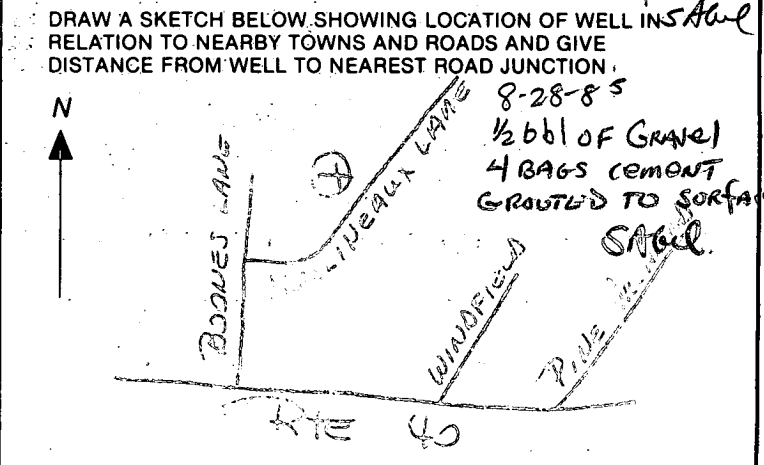 DRAW A SKETCH BELOW SHOWING LOCATION OF WELL IN
RELATION TO NEARBY TOWNS AND ROADS AND GIVE
DISTANCE FROM WELL TO NEAREST ROAD JUNCTION.
N
8-28-85
1/2 bbl OF GRAVel
4 BAGS CEMENT
GROUTED TO SURFA
BOONES LANE
LANE
WINDFIELD
PINE
RTE 40